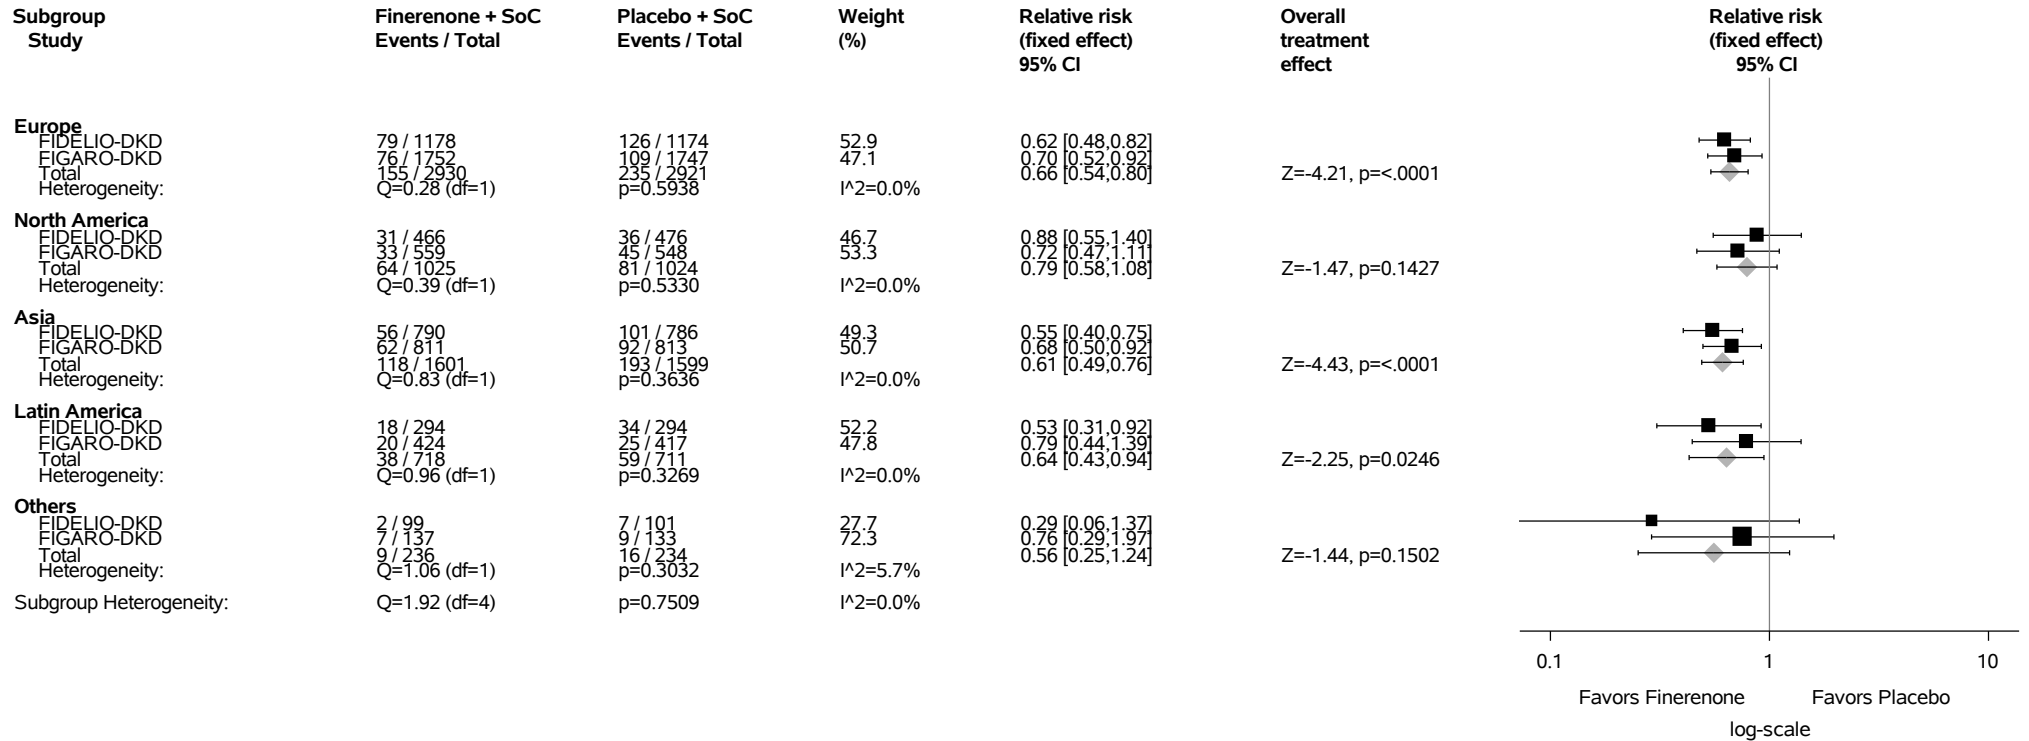 Subgroup Finerenone + SoC Placebo + SoC Weight Relative risk Overall Relative risk
Study Events / Total Events / Total (%) (fixed effect) treatment (fixed effect)
95% CI effect 95% CI
Europe
FIDELIO-DKD 79 / 1178 126 / 1174 52.9 0.62 [0.48,0.82]
FIGARO-DKD 76 / 1752 109 / 1747 47.1 0.70 [0.52,0.92]
Total 155 / 2930 235 / 2921 0.66 [0.54,0.80] Z=-4.21, p=<.0001
Heterogeneity: Q=0.28 (df=1) p=0.5938 I^2=0.0%
North America
FIDELIO-DKD 31 / 466 36 / 476 46.7 0.88 [0.55,1.40]
FIGARO-DKD 33 / 559 45 / 548 53.3 0.72 [0.47,1.11]
Total 64 / 1025 81 / 1024 0.79 [0.58,1.08] Z=-1.47, p=0.1427
Heterogeneity: Q=0.39 (df=1) p=0.5330 I^2=0.0%
Asia
FIDELIO-DKD 56 / 790 101 / 786 49.3 0.55 [0.40,0.75]
FIGARO-DKD 62 / 811 92 / 813 50.7 0.68 [0.50,0.92]
Total 118 / 1601 193 / 1599 0.61 [0.49,0.76] Z=-4.43, p=<.0001
Heterogeneity: Q=0.83 (df=1) p=0.3636 I^2=0.0%
Latin America
FIDELIO-DKD 18 / 294 34 / 294 52.2 0.53 [0.31,0.92]
FIGARO-DKD 20 / 424 25 / 417 47.8 0.79 [0.44,1.39]
Total 38 / 718 59 / 711 0.64 [0.43,0.94] Z=-2.25, p=0.0246
Heterogeneity: Q=0.96 (df=1) p=0.3269 I^2=0.0%
Others
FIDELIO-DKD 2 / 99 7 / 101 27.7 0.29 [0.06,1.37]
FIGARO-DKD 7 / 137 9 / 133 72.3 0.76 [0.29,1.97]
Total 9 / 236 16 / 234 0.56 [0.25,1.24] Z=-1.44, p=0.1502
Heterogeneity: Q=1.06 (df=1) p=0.3032 I^2=5.7%
Subgroup Heterogeneity: Q=1.92 (df=4) p=0.7509 I^2=0.0%
0.1 1 10
Favors Finerenone Favors Placebo
log-scale